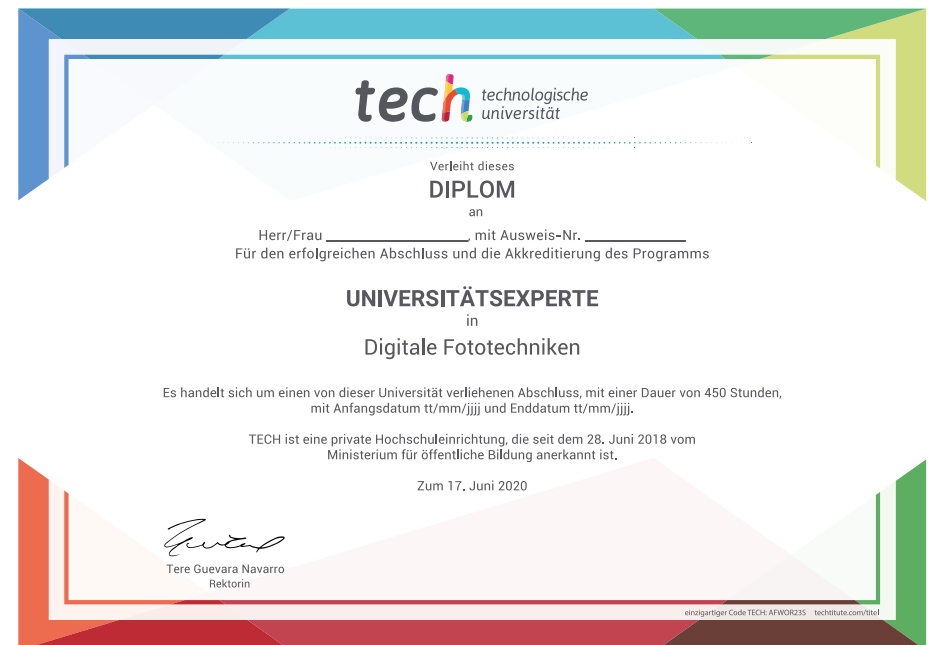 tech technologische
universität
Verleiht dieses
DIPLOM
an
Herr/Frau ____________________, mit Ausweis-Nr. ______________
Für den erfolgreichen Abschluss und die Akkreditierung des Programms
UNIVERSITÄTSEXPERTE
in
Digitale Fototechniken
Es handelt sich um einen von dieser Universität verliehenen Abschluss, mit einer Dauer von 450 Stunden,
mit Anfangsdatum tt/mm/jjjj und Enddatum tt/mm/jjjj.
TECH ist eine private Hochschuleinrichtung, die seit dem 28. Juni 2018 vom
Ministerium für öffentliche Bildung anerkannt ist.
Zum 17. Juni 2020
Tere Guevara Navarro
Rektorin
einzigartiger Code TECH: AFWOR23S techtitute.com/titel